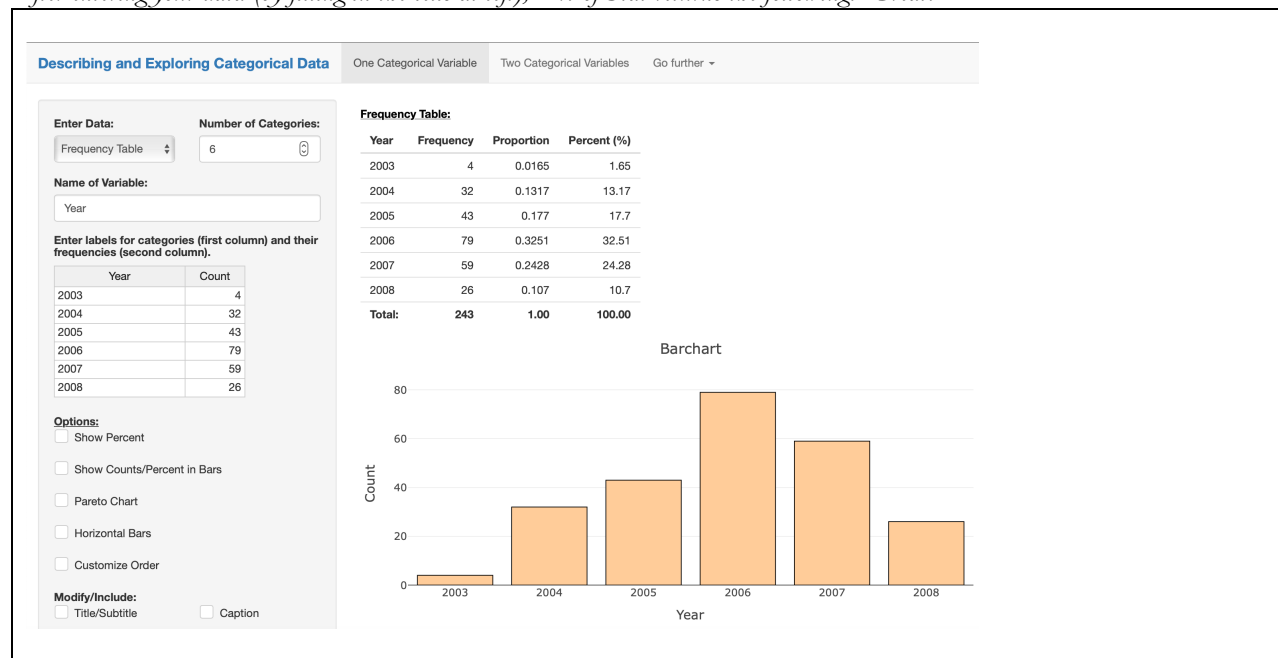 Describing and Exploring Categorical Data One Categorical Variable Two Categorical Variables Go further
Enter Data: Number of Categories:
Frequency Table 6
Name of Variable:
Year
Enter labels for categories (first column) and their
frequencies (second column).
Year Count
2003 4
2004 32
2005 43
2006 79
2007 59
2008 26
Options:
Show Percent
Show Counts/Percent in Bars
Pareto Chart
Horizontal Bars
Customize Order
Modify/Include:
Title/Subtitle Caption
Frequency Table:
Year Frequency Proportion Percent (%)
2003 4 0.0165 1.65
2004 32 0.1317 13.17
2005 43 0.177 17.7
2006 79 0.3251 32.51
2007 59 0.2428 24.28
2008 26 0.107 10.7
Total: 243 1.00 100.00
Barchart
80
60
40
20
0
Count
2003 2004 2005 2006 2007 2008
Year